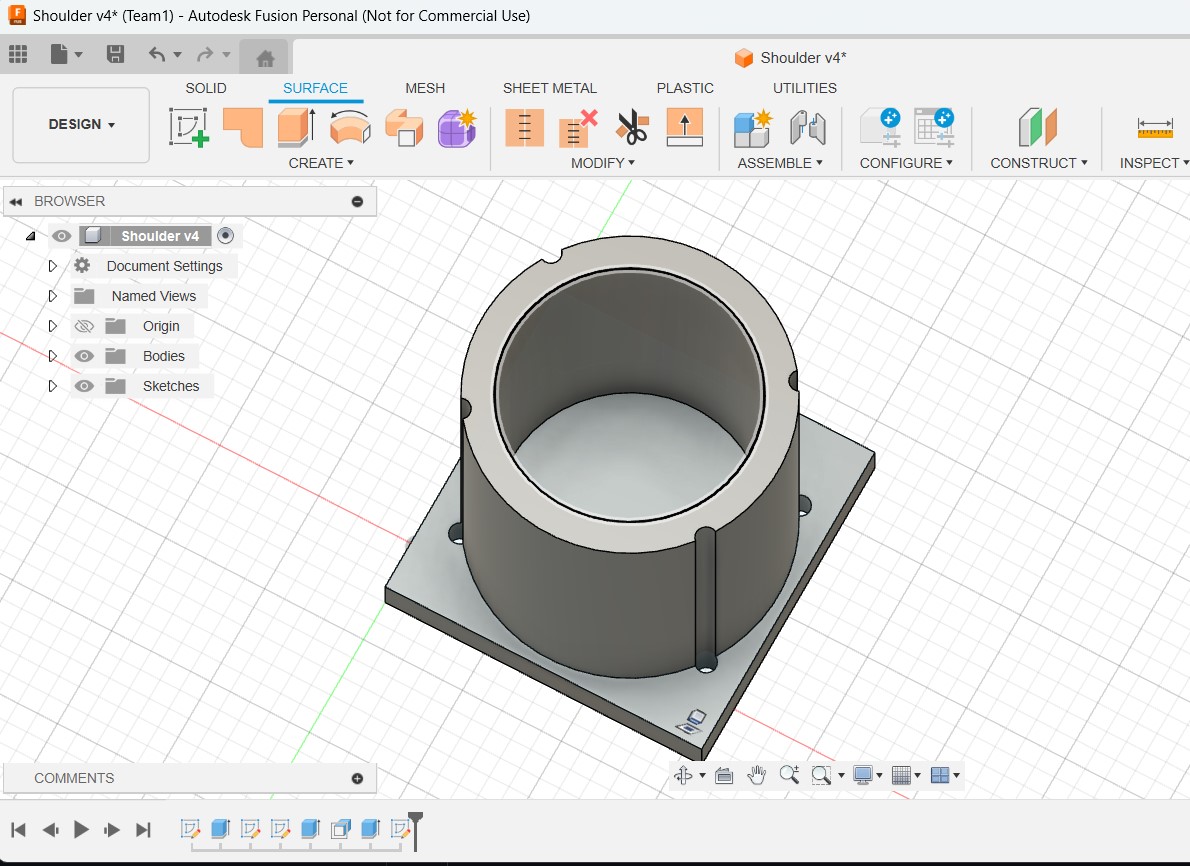 Shoulder v4* (Team1) - Autodesk Fusion Personal (Not for Commercial Use)
Shoulder v4*
SOLID SURFACE MESH SHEET METAL PLASTIC UTILITIES
DESIGN
CREATE MODIFY ASSEMBLE CONFIGURE CONSTRUCT INSPECT
BROWSER
Shoulder v4
Document Settings
Named Views
Origin
Bodies
Sketches
COMMENTS